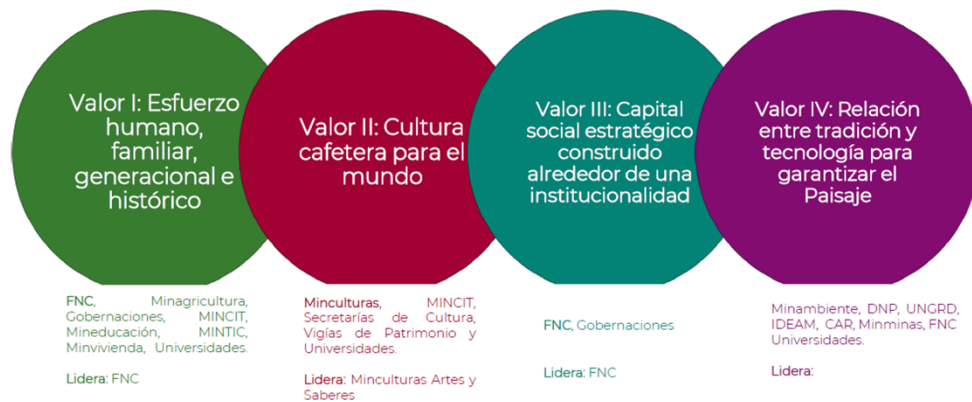 Valor I: Esfuerzo
humano,
familiar,
generacional e
histórico
Valor II: Cultura
cafetera para el
mundo
Valor III: Capital
social estratégico
construido
alrededor de una
institucionalidad
Valor IV: Relación
entre tradición y
tecnología para
garantizar el
Paisaje
FNC, Minagricultura,
Gobernaciones, MINCIT,
Mineducación, MINTIC,
Minvivienda, Universidades.
Lidera: FNC
Minculturas, MINCIT,
Secretarías de Cultura,
Vigías de Patrimonio y
Universidades.
Lidera: Minculturas Artes y
Saberes
FNC, Gobernaciones
Lidera: FNC
Minambiente, DNP, UNGRD,
IDEAM, CAR, Minminas, FNC
Universidades.
Lidera: